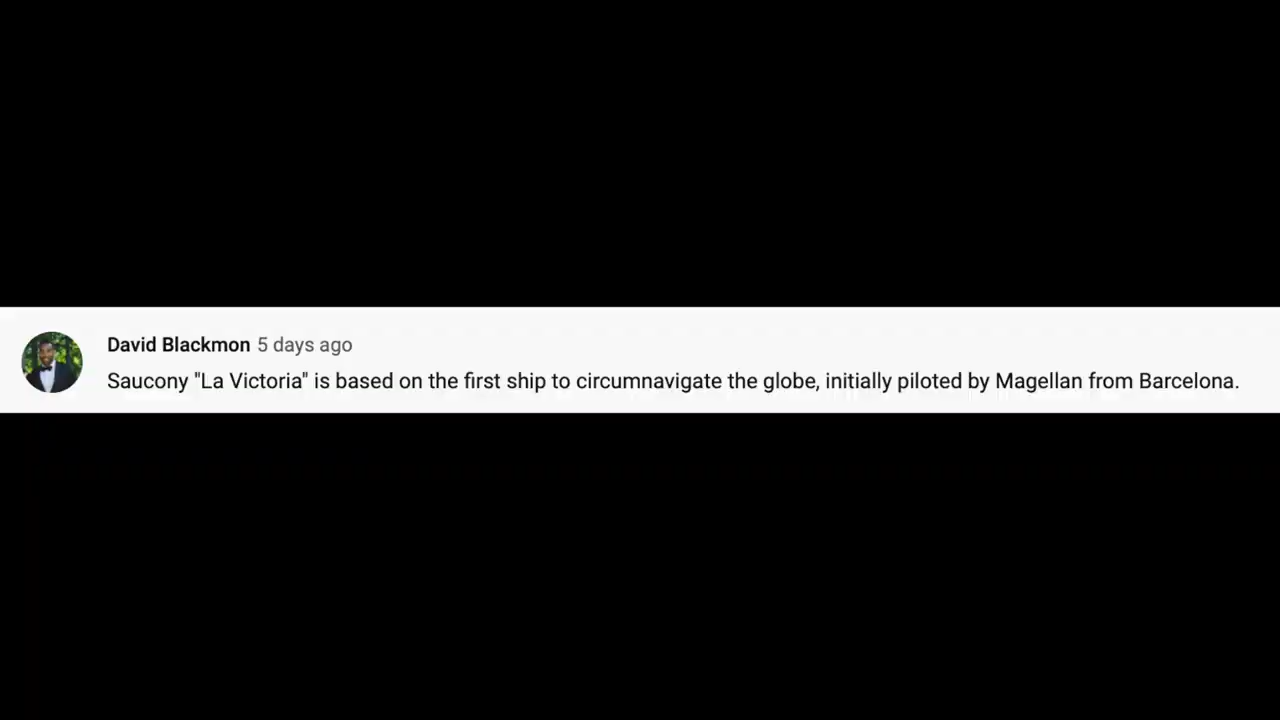 David Blackmon 5 days ago
Saucony "La Victoria" is based on the first ship to circumnavigate the globe, initially piloted by Magellan from Barcelona.